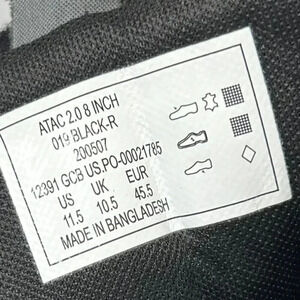 ATAC 2.0 8 INCH
019 BLACK-R
200507
12391 GCB US.PO-00021785
US UK EUR
11.5 10.5 45.5
MADE IN BANGLADESH